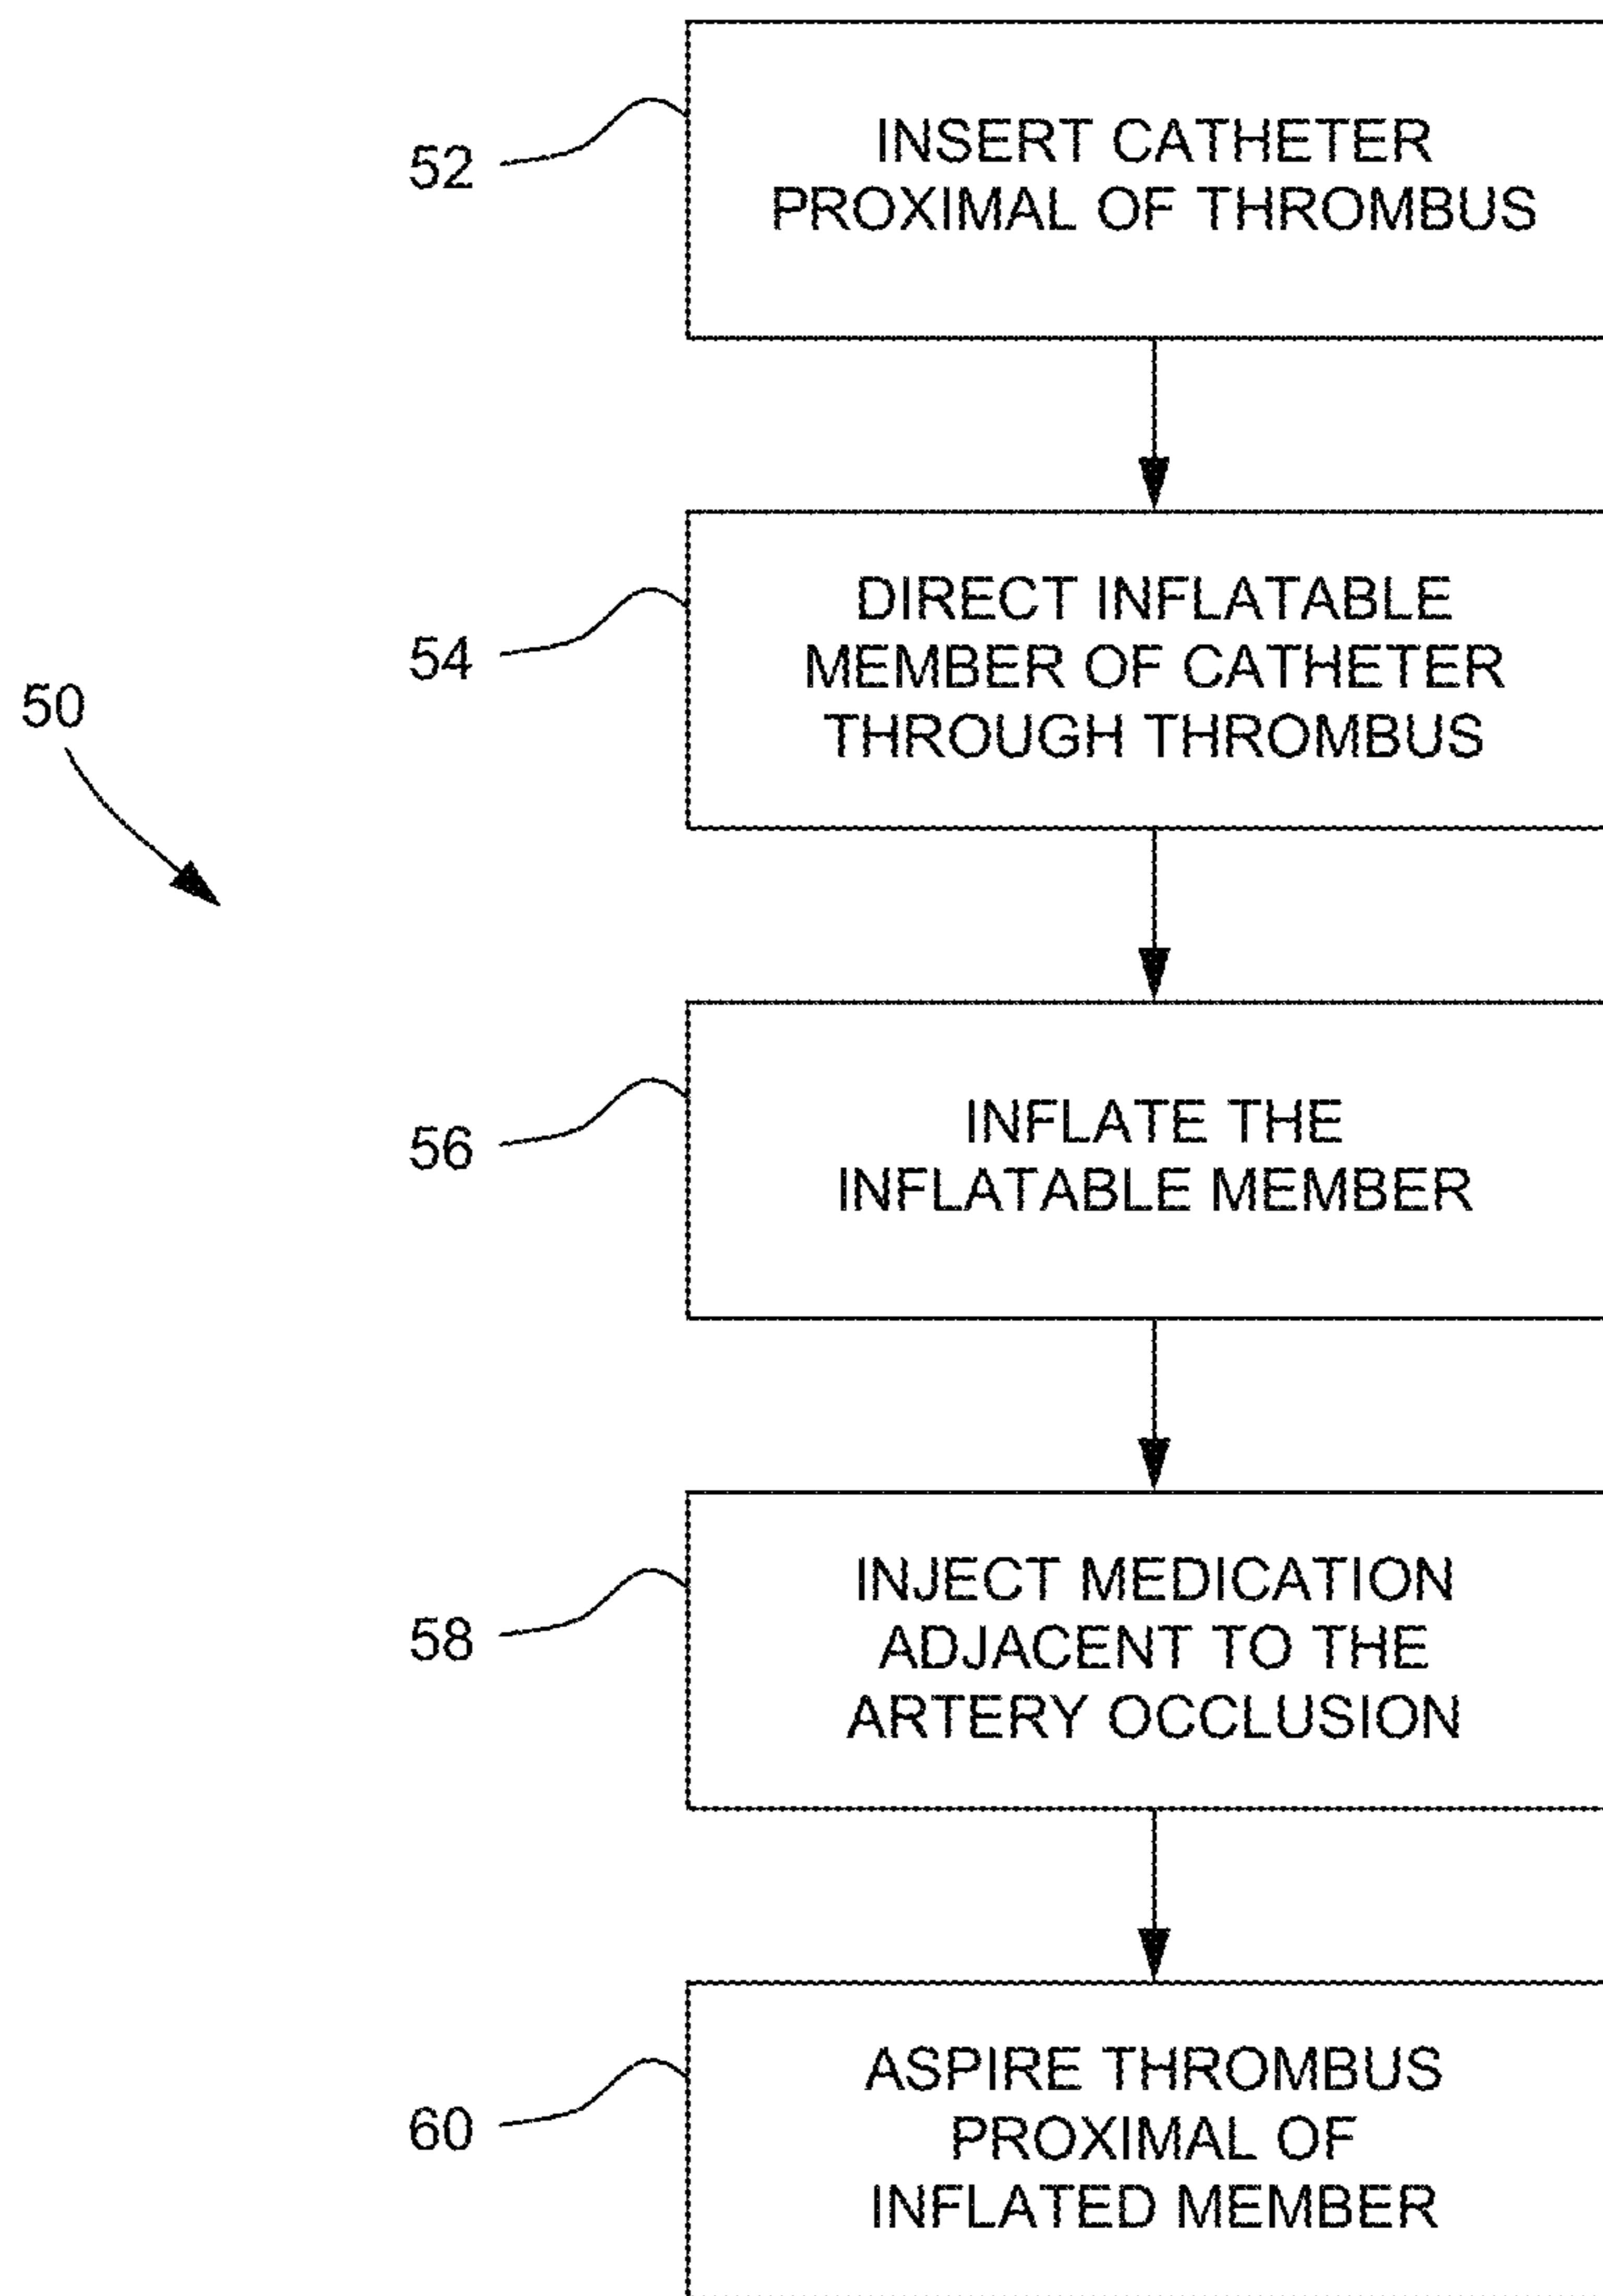 52
INSERT CATHETER
PROXIMAL OF THROMBUS
54
DIRECT INFLATABLE
MEMBER OF CATHETER
THROUGH THROMBUS
50
56
INFLATE THE
INFLATABLE MEMBER
58
INJECT MEDICATION
ADJACENT TO THE
ARTERY OCCLUSION
60
ASPIRE THROMBUS
PROXIMAL OF
INFLATED MEMBER